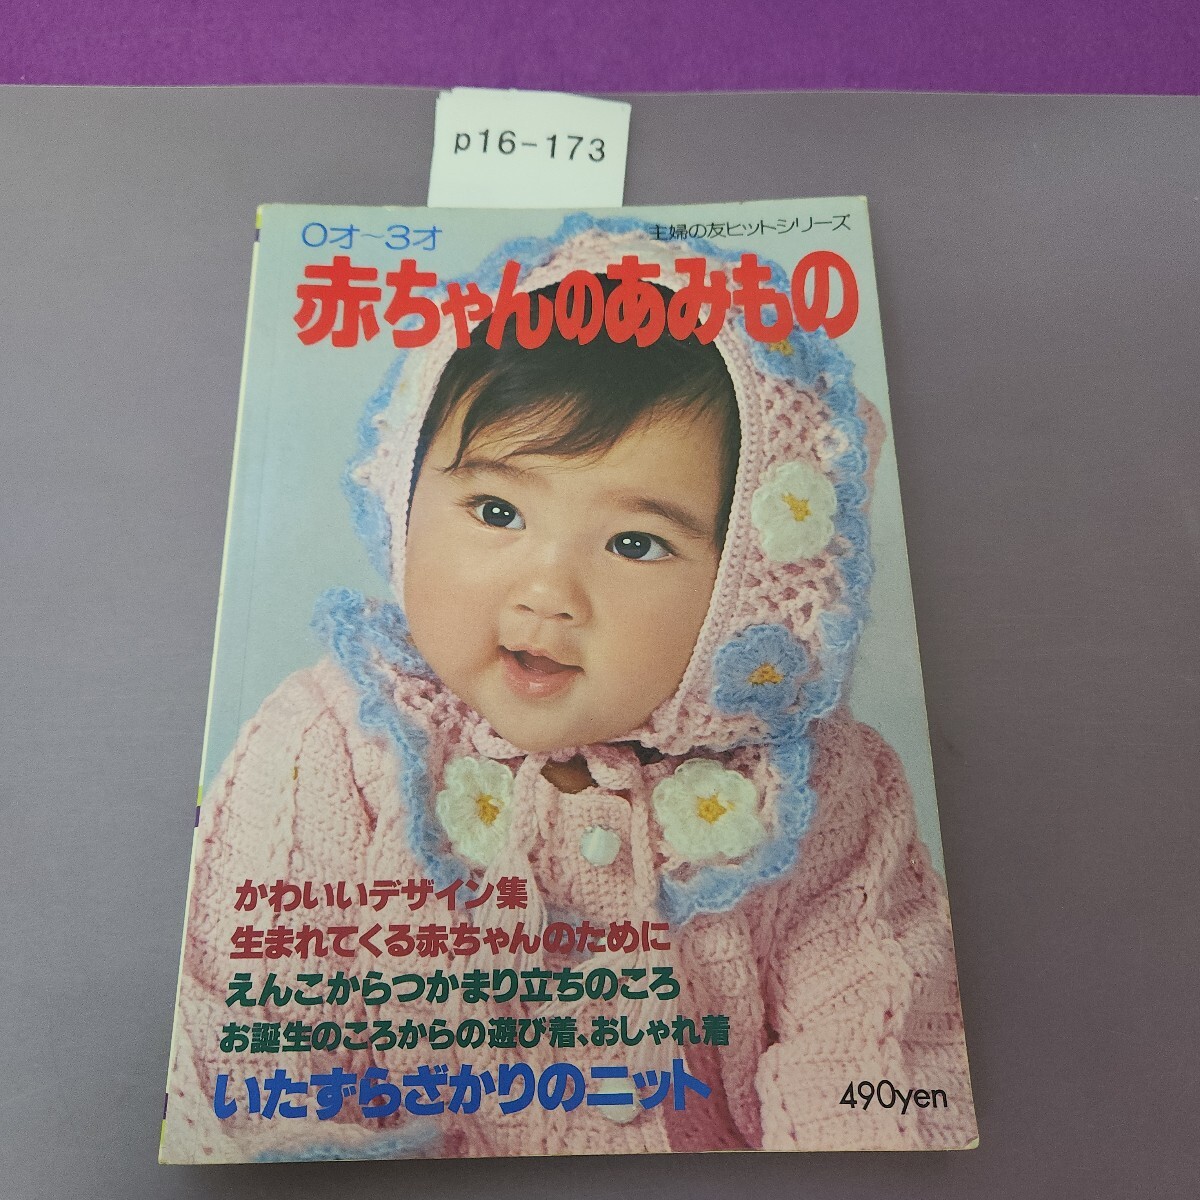 p16-173
0才~3才
主婦の友ヒットシリーズ
赤ちゃんのあみもの
かわいいデザイン集
生まれてくる赤ちゃんのために
えんこからつかまり立ちのころ
お誕生のころからの遊び着、おしゃれ着
いたずらざかりのニット
490yen